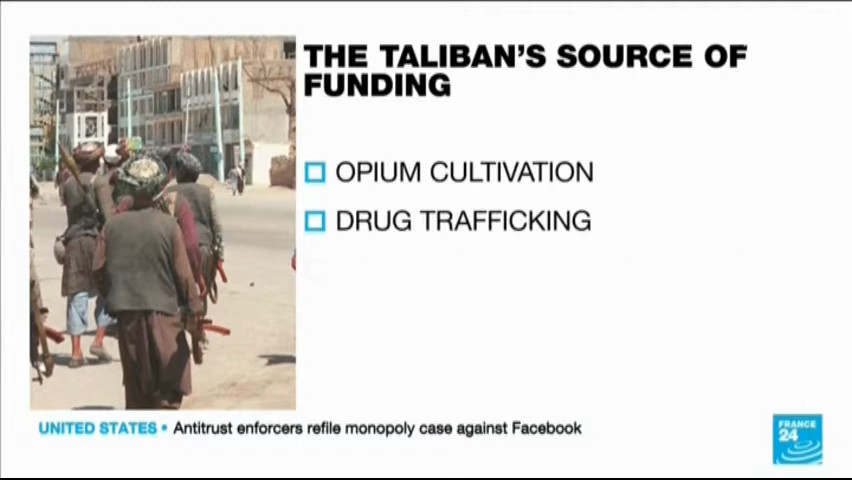 THE TALIBAN'S SOURCE OF
FUNDING
OPIUM CULTIVATION
DRUG TRAFFICKING
UNITED STATES • Antitrust enforcers refile monopoly case against Facebook
FRANCE
24